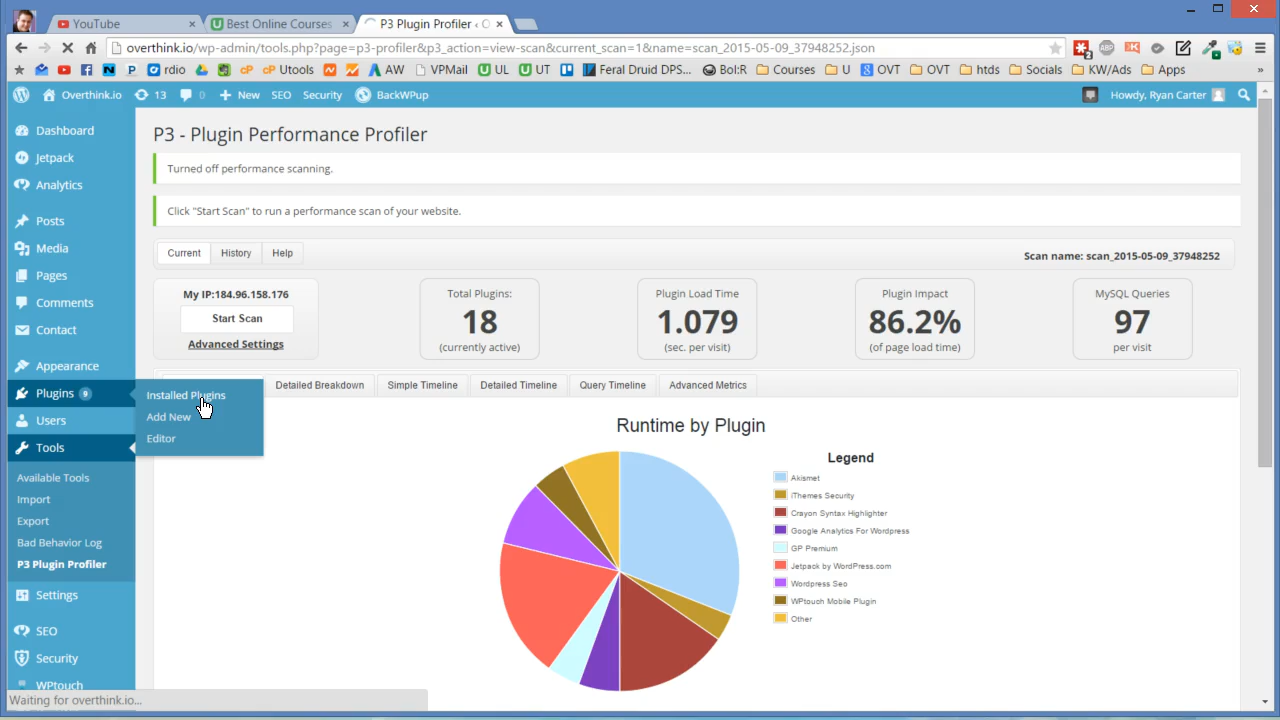 YouTube
Best Online Courses
P3 Plugin Profiler ‹ O
overthink.io/wp-admin/tools.php?page=p3-profiler&p3_action=view-scan&current_scan=1&name=scan_2015-05-09_37948252.json
rdio
cP
cP Utools
AW
VPMail
UL
UT
Feral Druid DPS...
Bol:R
Courses
U
OVT
OVT
htds
Socials
KW/Ads
Apps
»
Overthink.io
13
0
New
SEO
Security
BackWPup
Howdy, Ryan Carter
Dashboard
Jetpack
Analytics
Posts
Media
Pages
Comments
Contact
Appearance
Plugins 9
Users
Tools
Available Tools
Import
Export
Bad Behavior Log
P3 Plugin Profiler
Settings
SEO
Security
WPtouch
Installed Plugins
Add New
Editor
P3 - Plugin Performance Profiler
Turned off performance scanning.
Click "Start Scan" to run a performance scan of your website.
Current
History
Help
Scan name: scan_2015-05-09_37948252
My IP:184.96.158.176
Start Scan
Advanced Settings
Total Plugins:
18
(currently active)
Plugin Load Time
1.079
(sec. per visit)
Plugin Impact
86.2%
(of page load time)
MySQL Queries
97
per visit
Detailed Breakdown
Simple Timeline
Detailed Timeline
Query Timeline
Advanced Metrics
Runtime by Plugin
Legend
Akismet
iThemes Security
Crayon Syntax Highlighter
Google Analytics For Wordpress
GP Premium
Jetpack by WordPress.com
Wordpress Seo
WPtouch Mobile Plugin
Other
Waiting for overthink.io...